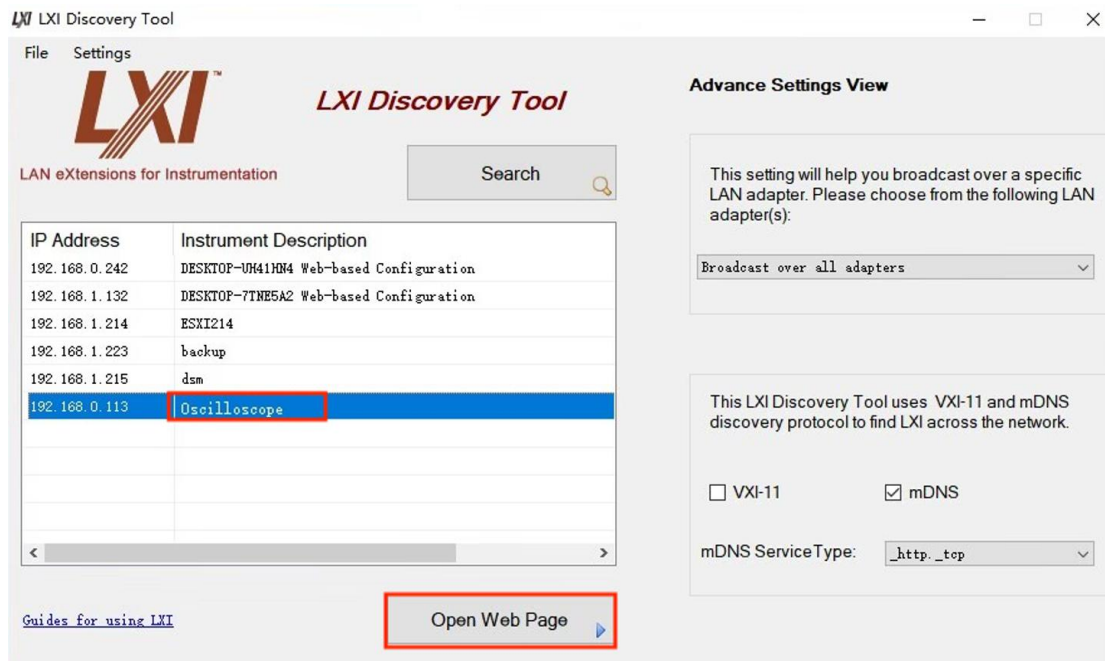 LXI LXI Discovery Tool
File Settings
LXI™
LAN eXtensions for Instrumentation
LXI Discovery Tool
Search
IP Address Instrument Description
192.168.0.242 DESKTOP-UH41HN4 Web-based Configuration
192.168.1.132 DESKTOP-7TNE5A2 Web-based Configuration
192.168.1.214 ESXI214
192.168.1.223 backup
192.168.1.215 dsm
192.168.0.113 Oscilloscope
Guides for using LXI
Open Web Page
Advance Settings View
This setting will help you broadcast over a specific
LAN adapter. Please choose from the following LAN
adapter(s):
Broadcast over all adapters
This LXI Discovery Tool uses VXI-11 and mDNS
discovery protocol to find LXI across the network.
VXI-11 mDNS
mDNS ServiceType: _http._tcp